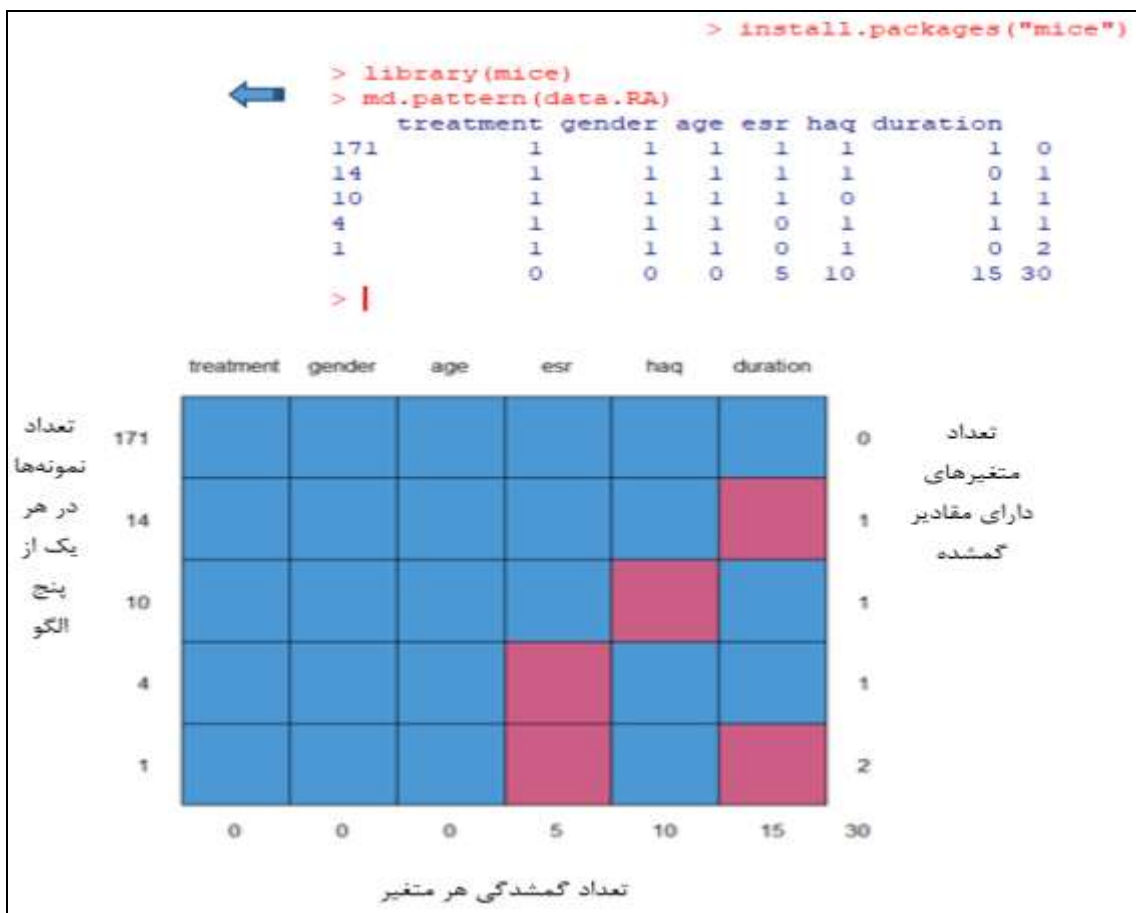 > install.packages("mice")
> library(mice)
> md.pattern(data.RA)
treatment gender age esr haq duration
171 1 1 1 1 1 1 0
14 1 1 1 1 1 0 1
10 1 1 1 1 0 1 1
4 1 1 1 0 1 1 1
1 1 1 1 0 1 0 2
0 0 0 5 10 15 30
>
treatment gender age esr haq duration
تعداد
نمونه‌ها
در هر
یک از
پنج
الگو
171 0
14 1
10 1
4 1
1 2
تعداد
متغیرهای
دارای مقادیر
گمشده
0 0 0 5 10 15 30
تعداد گمشدگی هر متغیر